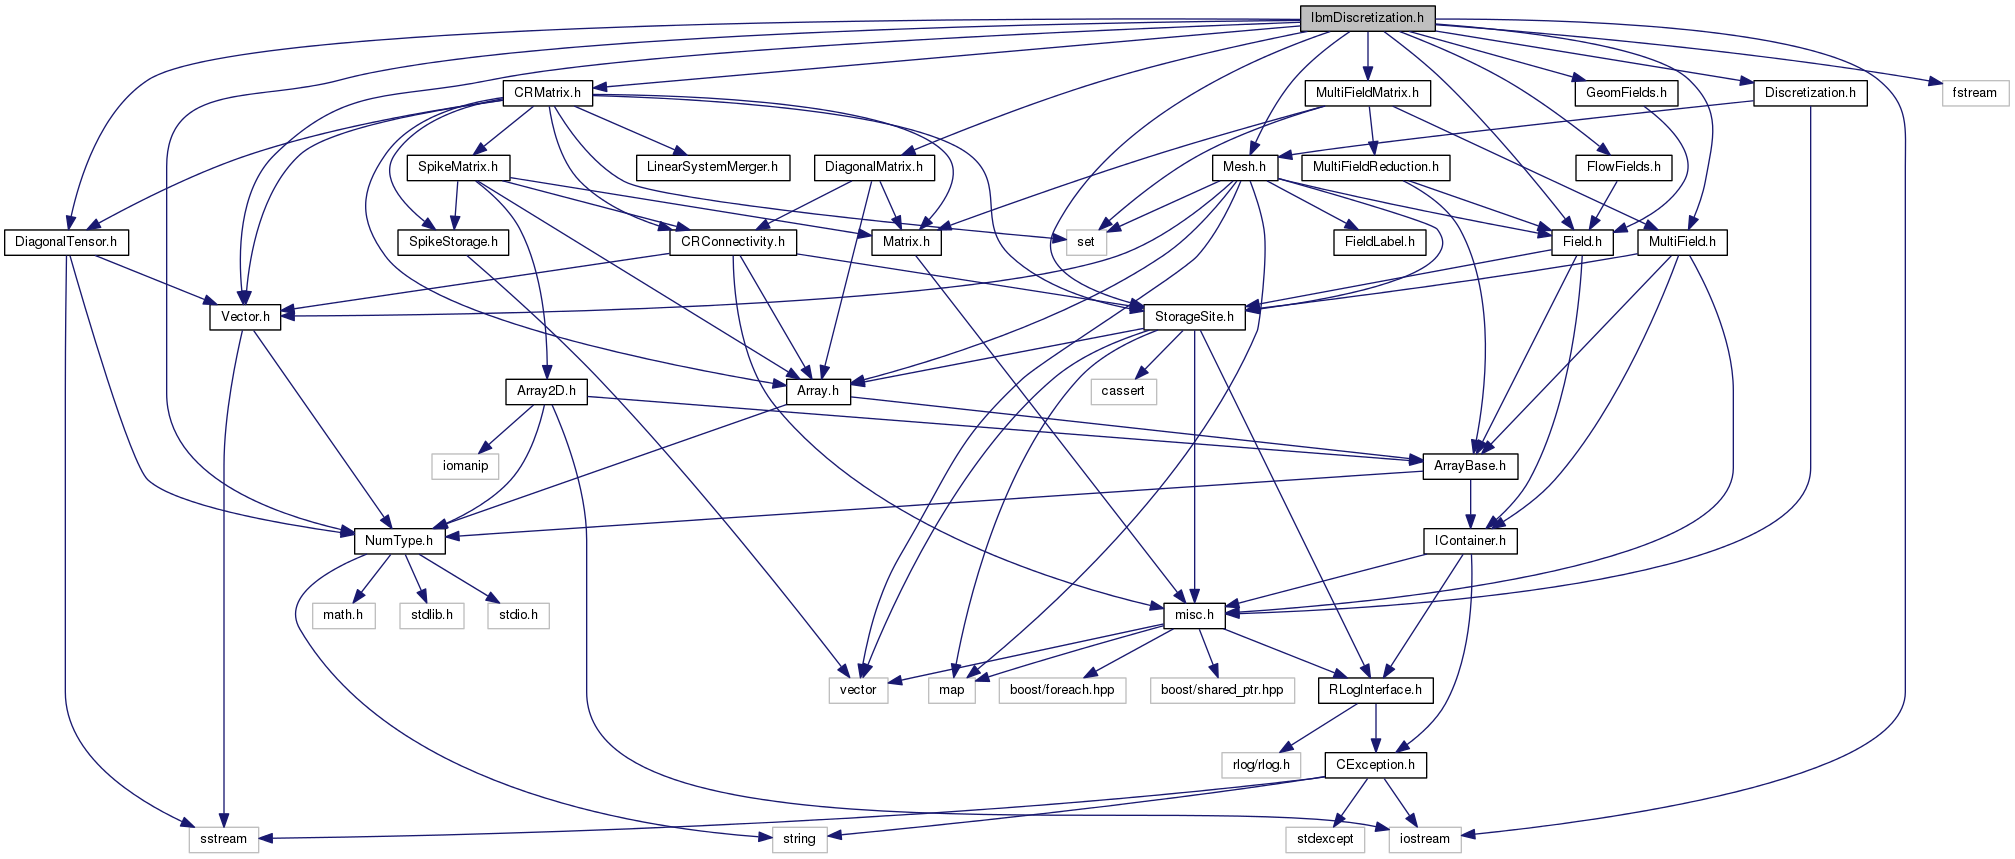 IbmDiscretization.h
CRMatrix.h
MultiFieldMatrix.h
GeomFields.h
Discretization.h
fstream
SpikeMatrix.h
LinearSystemMerger.h
DiagonalMatrix.h
Mesh.h
MultiFieldReduction.h
FlowFields.h
DiagonalTensor.h
SpikeStorage.h
CRConnectivity.h
Matrix.h
set
FieldLabel.h
Field.h
MultiField.h
Vector.h
StorageSite.h
Array2D.h
Array.h
cassert
iomanip
ArrayBase.h
NumType.h
IContainer.h
math.h
stdlib.h
stdio.h
misc.h
vector
map
boost/foreach.hpp
boost/shared_ptr.hpp
RLogInterface.h
rlog/rlog.h
CException.h
sstream
string
stdexcept
iostream